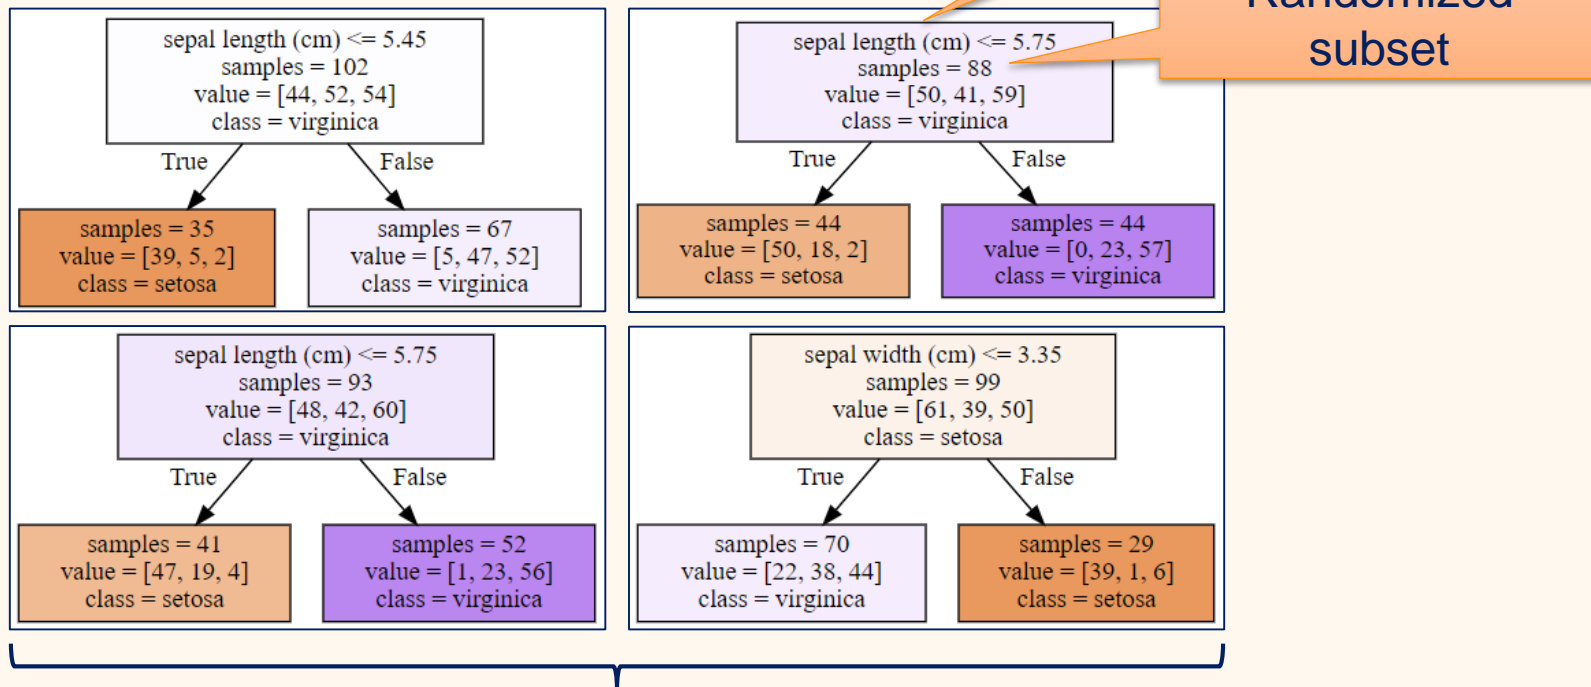 sepal length (cm) <= 5.45
samples = 102
value = [44, 52, 54]
class = virginica
True
False
samples = 35
value = [39, 5, 2]
class = setosa
samples = 67
value = [5, 47, 52]
class = virginica
Randomized
subset
sepal length (cm) <= 5.75
samples = 88
value = [50, 41, 59]
class = virginica
True
False
samples = 44
value = [50, 18, 2]
class = setosa
samples = 44
value = [0, 23, 57]
class = virginica
sepal length (cm) <= 5.75
samples = 93
value = [48, 42, 60]
class = virginica
True
False
samples = 41
value = [47, 19, 4]
class = setosa
samples = 52
value = [1, 23, 56]
class = virginica
sepal width (cm) <= 3.35
samples = 99
value = [61, 39, 50]
class = setosa
True
False
samples = 70
value = [22, 38, 44]
class = virginica
samples = 29
value = [39, 1, 6]
class = setosa